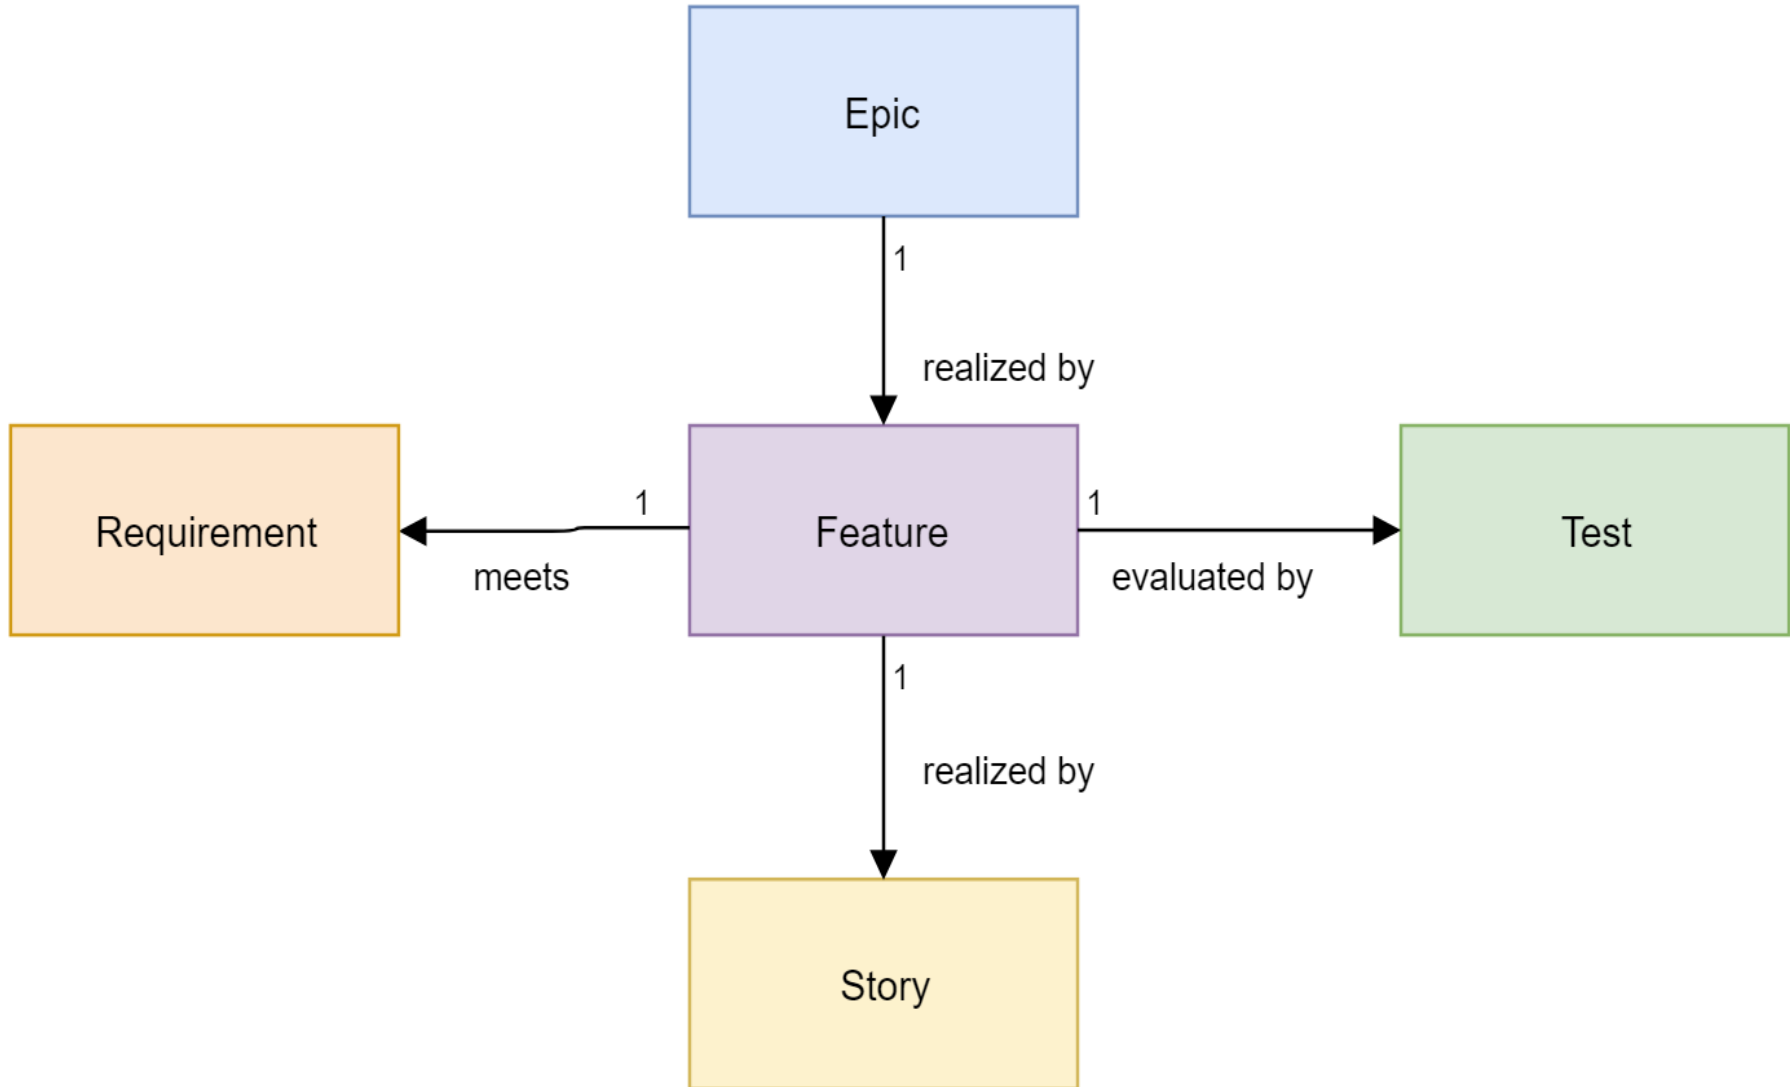 Epic
1
realized by
Requirement
1
meets
Feature
1
evaluated by
Test
1
realized by
Story